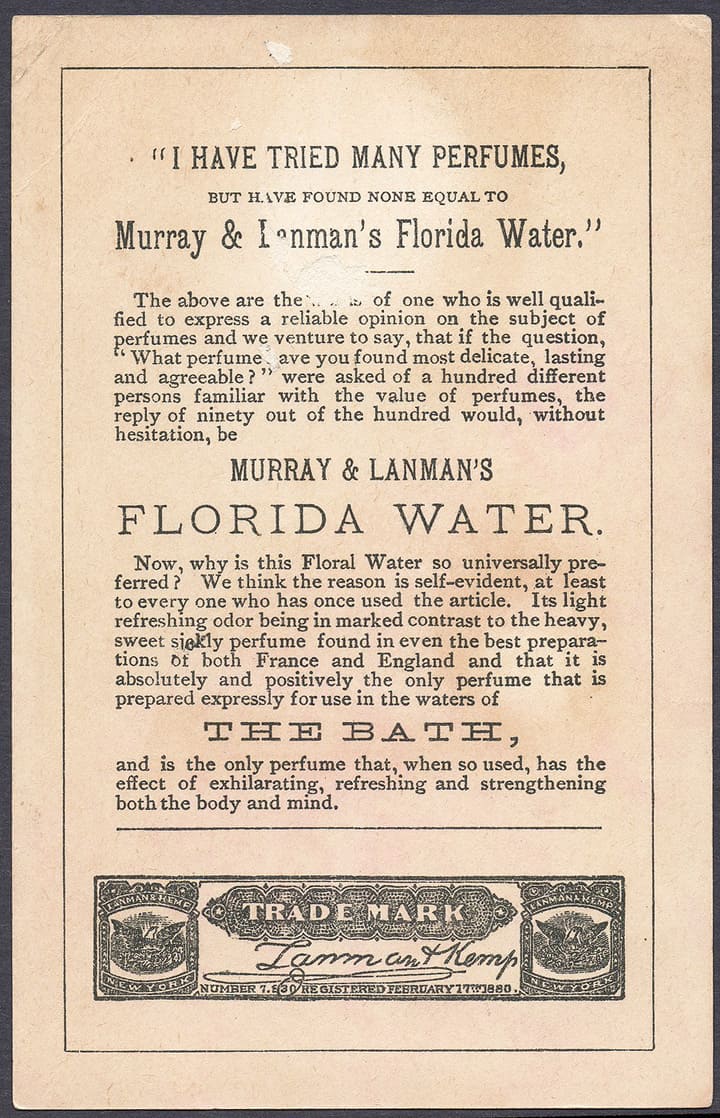 "I HAVE TRIED MANY PERFUMES,
BUT HAVE FOUND NONE EQUAL TO
Murray & Lanman's Florida Water."
The above are the of one who is well quali-
fied to express a reliable opinion on the subject of
perfumes and we venture to say, that if the question,
"What perfume have you found most delicate, lasting
and agreeable?" were asked of a hundred different
persons familiar with the value of perfumes, the
reply of ninety out of the hundred would, without
hesitation, be
MURRAY & LANMAN'S
FLORIDA WATER.
Now, why is this Floral Water so universally pre-
ferred? We think the reason is self-evident, at least
to every one who has once used the article. Its light
refreshing odor being in marked contrast to the heavy,
sweet sickly perfume found in even the best prepara-
tions of both France and England and that it is
absolutely and positively the only perfume that is
prepared expressly for use in the waters of
THE BATH,
and is the only perfume that, when so used, has the
effect of exhilarating, refreshing and strengthening
both the body and mind.
LANMAN & KEMP
NEW YORK
TRADE MARK
Lanman & Kemp
NUMBER 7.830 REGISTERED FEBRUARY 17TH 1880.
LANMAN & KEMP
NEW YORK